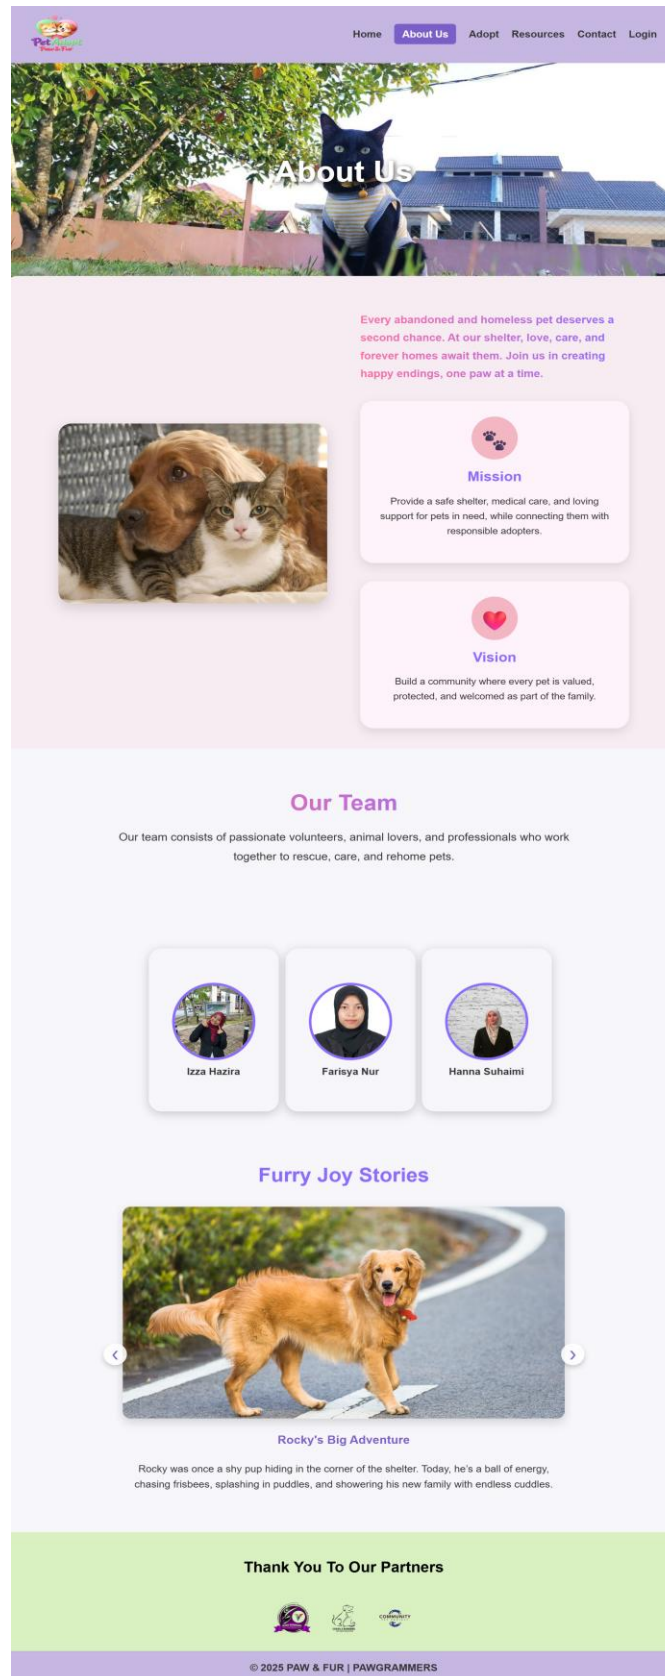 Pet Adopt
Paw & Fur
Home About Us Adopt Resources Contact Login
About Us
Every abandoned and homeless pet deserves a
second chance. At our shelter, love, care, and
forever homes await them. Join us in creating
happy endings, one paw at a time.
Mission
Provide a safe shelter, medical care, and loving
support for pets in need, while connecting them with
responsible adopters.
Vision
Build a community where every pet is valued,
protected, and welcomed as part of the family.
Our Team
Our team consists of passionate volunteers, animal lovers, and professionals who work
together to rescue, care, and rehome pets.
Izza Hazira
Farisya Nur
Hanna Suhaimi
Furry Joy Stories
Rocky's Big Adventure
Rocky was once a shy pup hiding in the corner of the shelter. Today, he's a ball of energy,
chasing frisbees, splashing in puddles, and showering his new family with endless cuddles.
Thank You To Our Partners
COMMUNITY
© 2025 PAW & FUR | PAWGRAMMERS